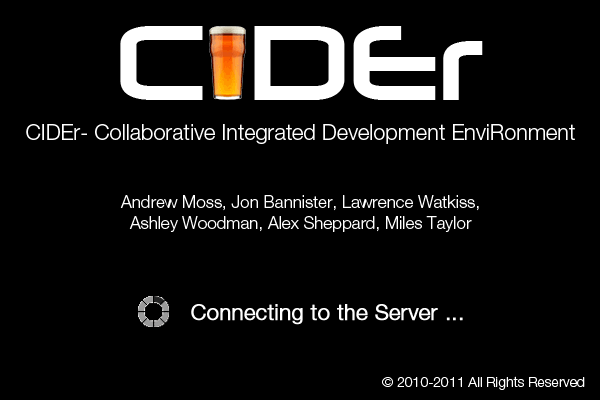 CIDEr
CIDEr- Collaborative Integrated Development EnviRonment
Andrew Moss, Jon Bannister, Lawrence Watkiss,
Ashley Woodman, Alex Sheppard, Miles Taylor
Connecting to the Server ...
© 2010-2011 All Rights Reserved